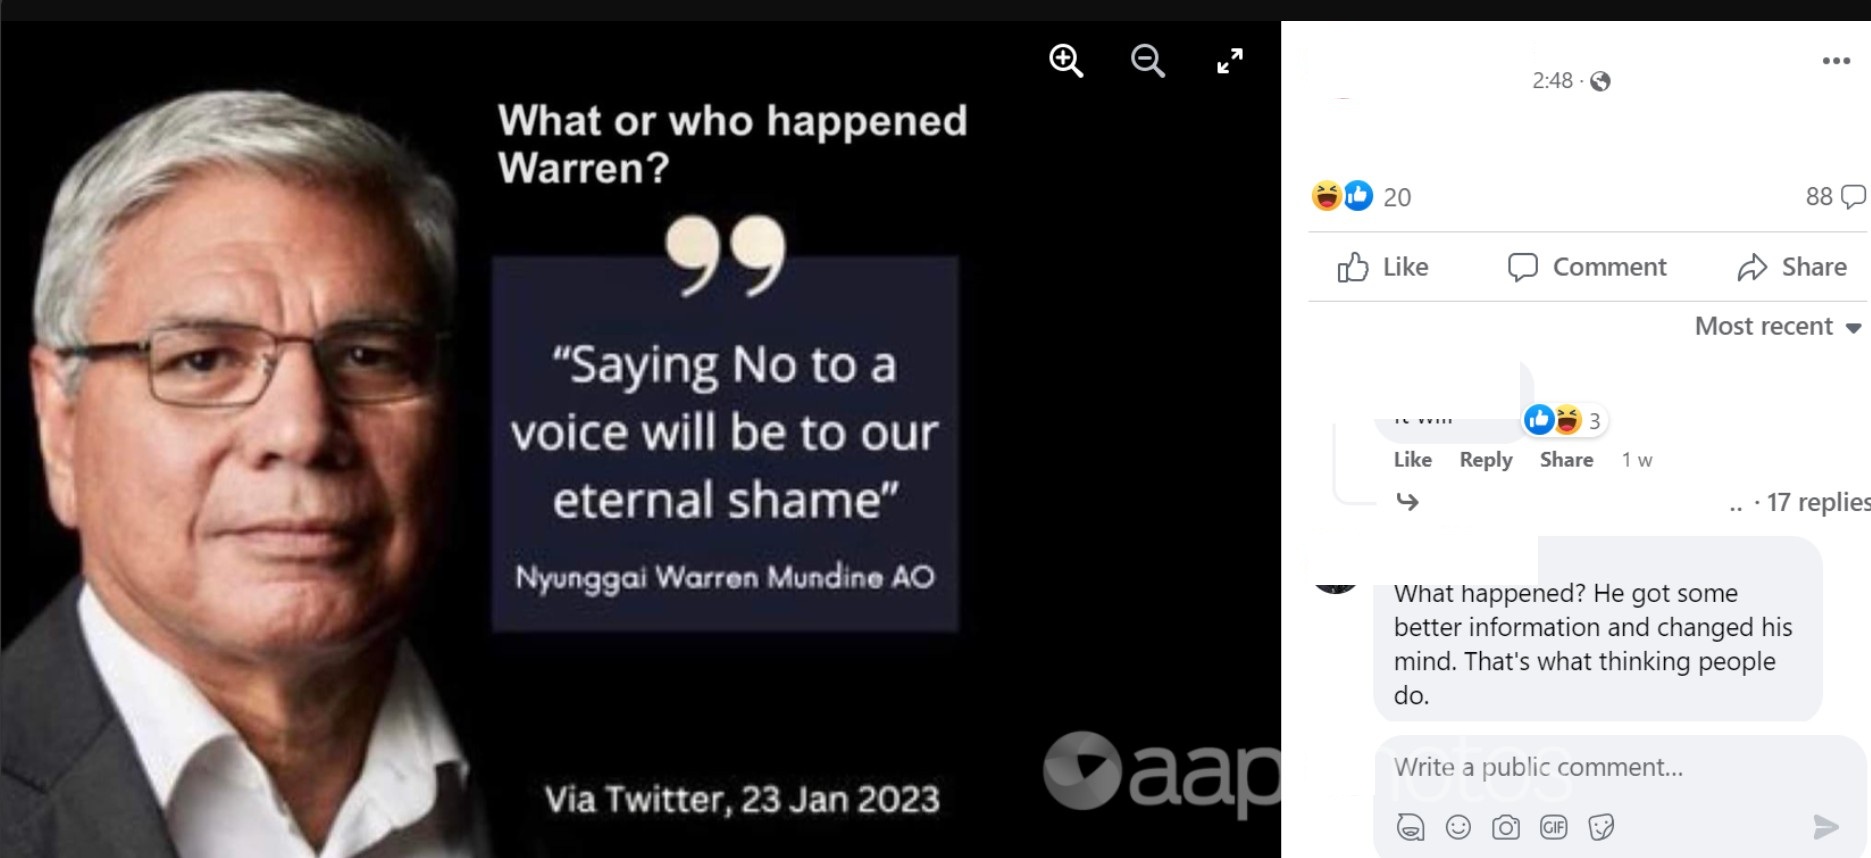 What or who happened
Warren?
”
“Saying No to a
voice will be to our
eternal shame”
Nyunggai Warren Mundine AO
Via Twitter, 23 Jan 2023
aapphotos
2:48 ·
20
88
Like
Comment
Share
Most recent
3
Like Reply Share 1 w
.. · 17 replies
What happened? He got some
better information and changed his
mind. That's what thinking people
do.
Write a public comment...
GIF